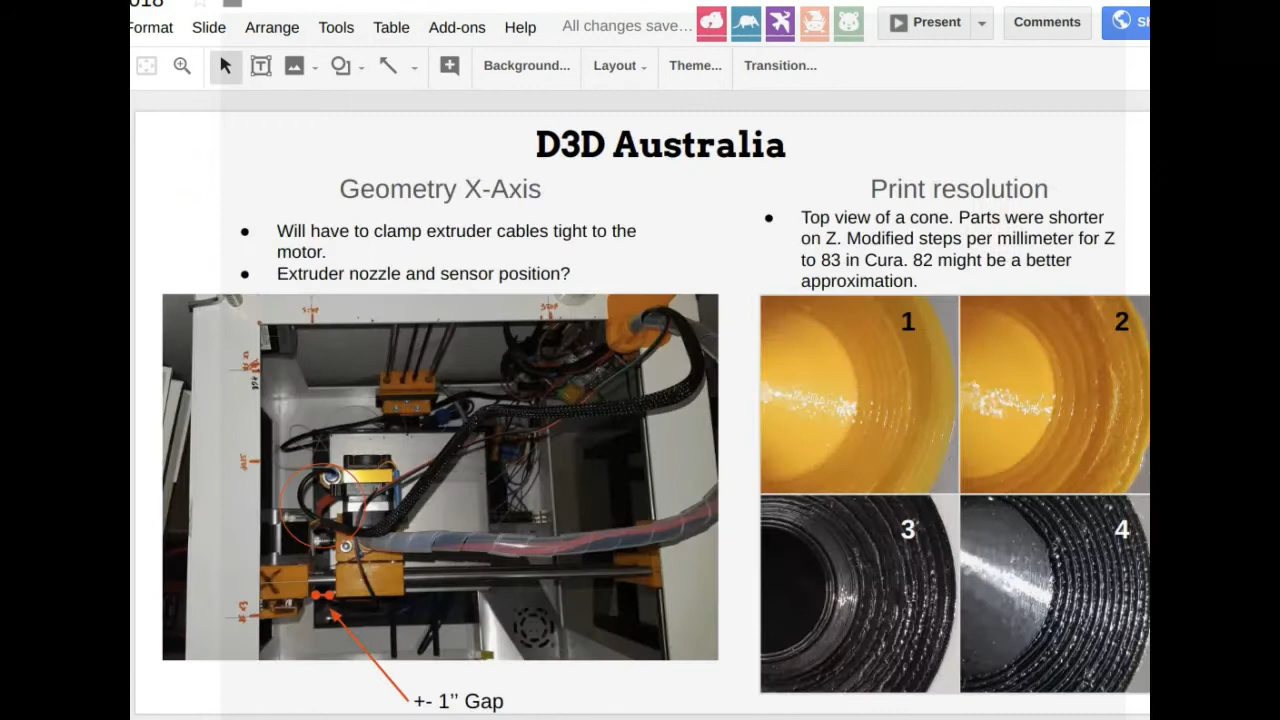 018
Format Slide Arrange Tools Table Add-ons Help All changes save... Present Comments Sh
Background... Layout Theme... Transition...
D3D Australia
Geometry X-Axis
● Will have to clamp extruder cables tight to the
motor.
● Extruder nozzle and sensor position?
Print resolution
● Top view of a cone. Parts were shorter
on Z. Modified steps per millimeter for Z
to 83 in Cura. 82 might be a better
approximation.
1
2
3
4
X
+- 1’’ Gap